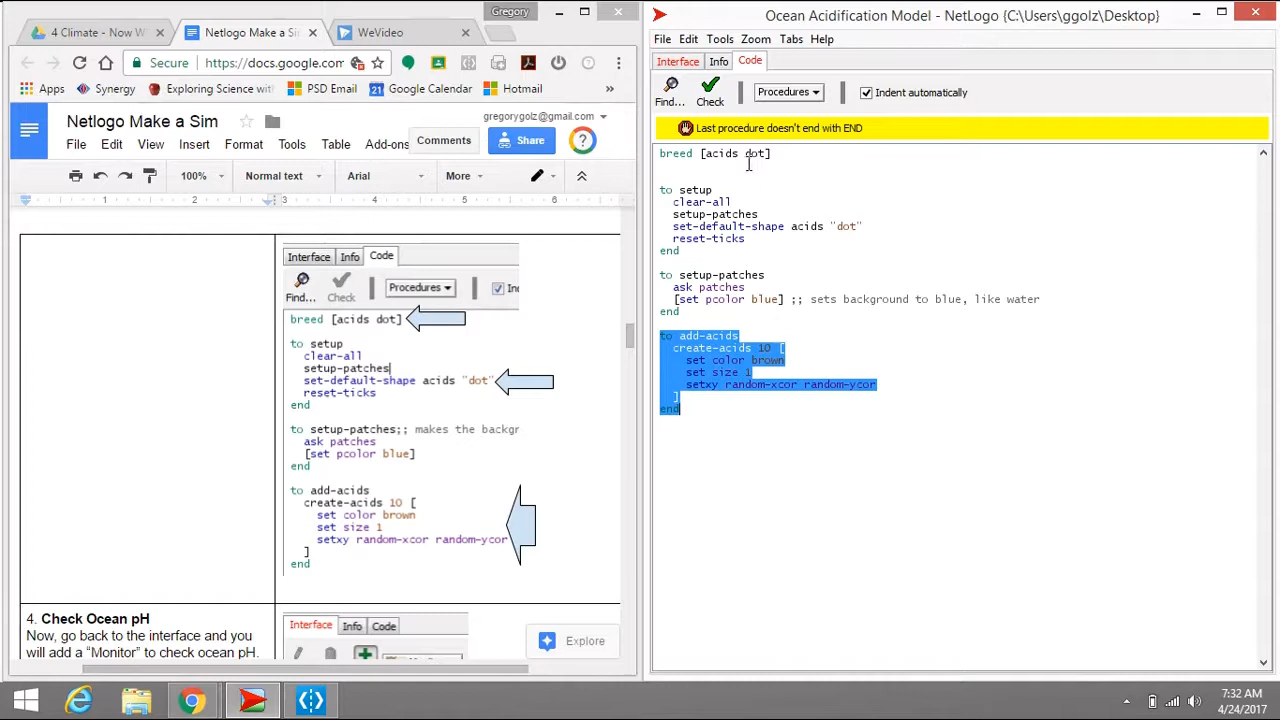 Gregory
4 Climate - Now W
Netlogo Make a Sim
WeVideo
Secure
https://docs.google.com
Apps
Synergy
Exploring Science with
PSD Email
Google Calendar
Hotmail
»
Netlogo Make a Sim
gregorygolz@gmail.com
File Edit View Insert Format Tools Table Add-ons
Comments
Share
100%
Normal text
Arial
More
3 4 5 6
Interface Info Code
Find...
Check
Procedures
breed [acids dot]
to setup
clear-all
setup-patches
set-default-shape acids "dot"
reset-ticks
end
to setup-patches;; makes the backgr
ask patches
[set pcolor blue]
end
to add-acids
create-acids 10 [
set color brown
set size 1
setxy random-xcor random-ycor
]
end
4. Check Ocean pH
Now, go back to the interface and you
will add a “Monitor” to check ocean pH.
Interface Info Code
Explore
Ocean Acidification Model - NetLogo {C:\Users\ggolz\Desktop}
File Edit Tools Zoom Tabs Help
Interface Info Code
Find...
Check
Procedures
Indent automatically
Last procedure doesn't end with END
breed [acids dot]
to setup
clear-all
setup-patches
set-default-shape acids "dot"
reset-ticks
end
to setup-patches
ask patches
[set pcolor blue] ;; sets background to blue, like water
end
to add-acids
create-acids 10 [
set color brown
set size 1
setxy random-xcor random-ycor
]
end
7:32 AM
4/24/2017